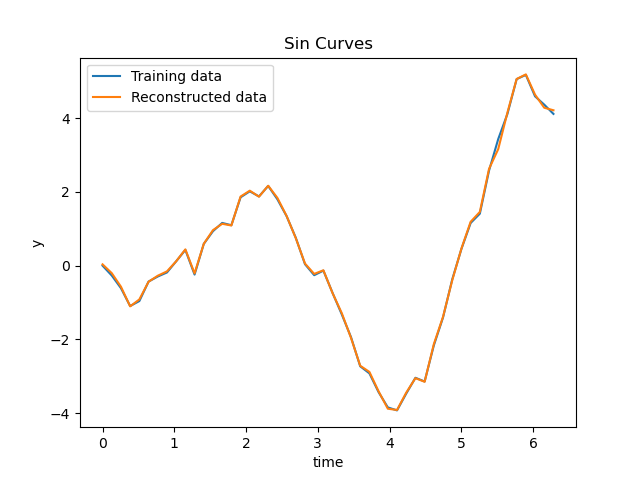 Sin Curves
Training data
Reconstructed data
y
4
2
0
−2
−4
0 1 2 3 4 5 6
time